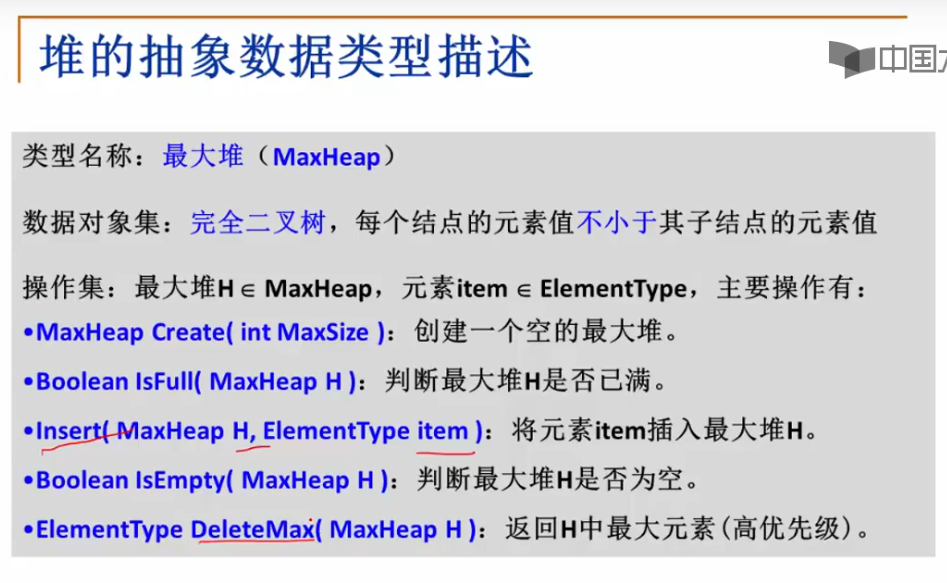 堆的抽象数据类型描述
中国
类型名称：最大堆（MaxHeap）
数据对象集：完全二叉树，每个结点的元素值不小于其子结点的元素值
操作集：最大堆H ∈ MaxHeap，元素item ∈ ElementType，主要操作有：
•MaxHeap Create( int MaxSize )：创建一个空的最大堆。
•Boolean IsFull( MaxHeap H )：判断最大堆H是否已满。
•Insert( MaxHeap H, ElementType item )：将元素item插入最大堆H。
•Boolean IsEmpty( MaxHeap H )：判断最大堆H是否为空。
•ElementType DeleteMax( MaxHeap H )：返回H中最大元素(高优先级)。